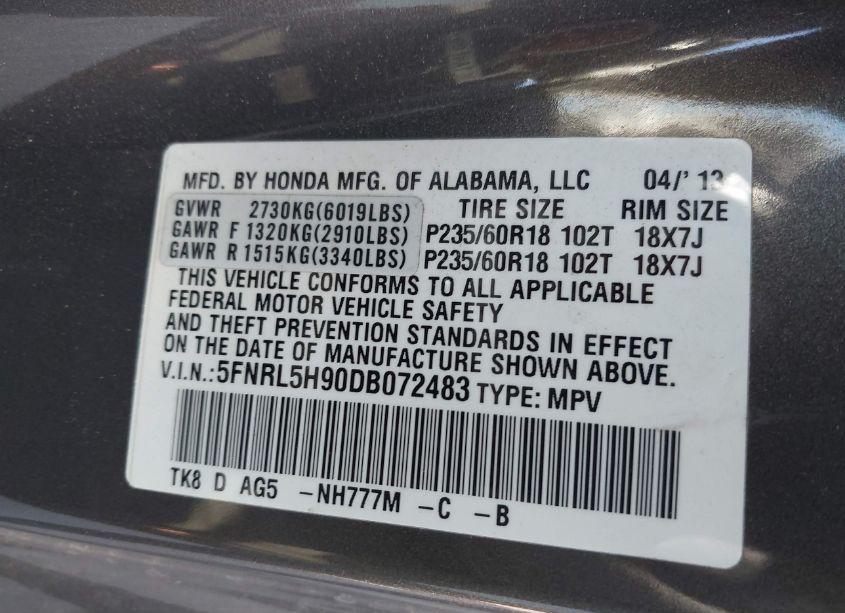 MFD. BY HONDA MFG. OF ALABAMA, LLC 04/' 13
GVWR 2730KG(6019LBS) TIRE SIZE RIM SIZE
GAWR F 1320KG(2910LBS) P235/60R18 102T 18X7J
GAWR R 1515KG(3340LBS) P235/60R18 102T 18X7J
THIS VEHICLE CONFORMS TO ALL APPLICABLE
FEDERAL MOTOR VEHICLE SAFETY
AND THEFT PREVENTION STANDARDS IN EFFECT
ON THE DATE OF MANUFACTURE SHOWN ABOVE.
V.I.N.:5FNRL5H90DB072483 TYPE: MPV
TK8 D AG5 -NH777M -C -B